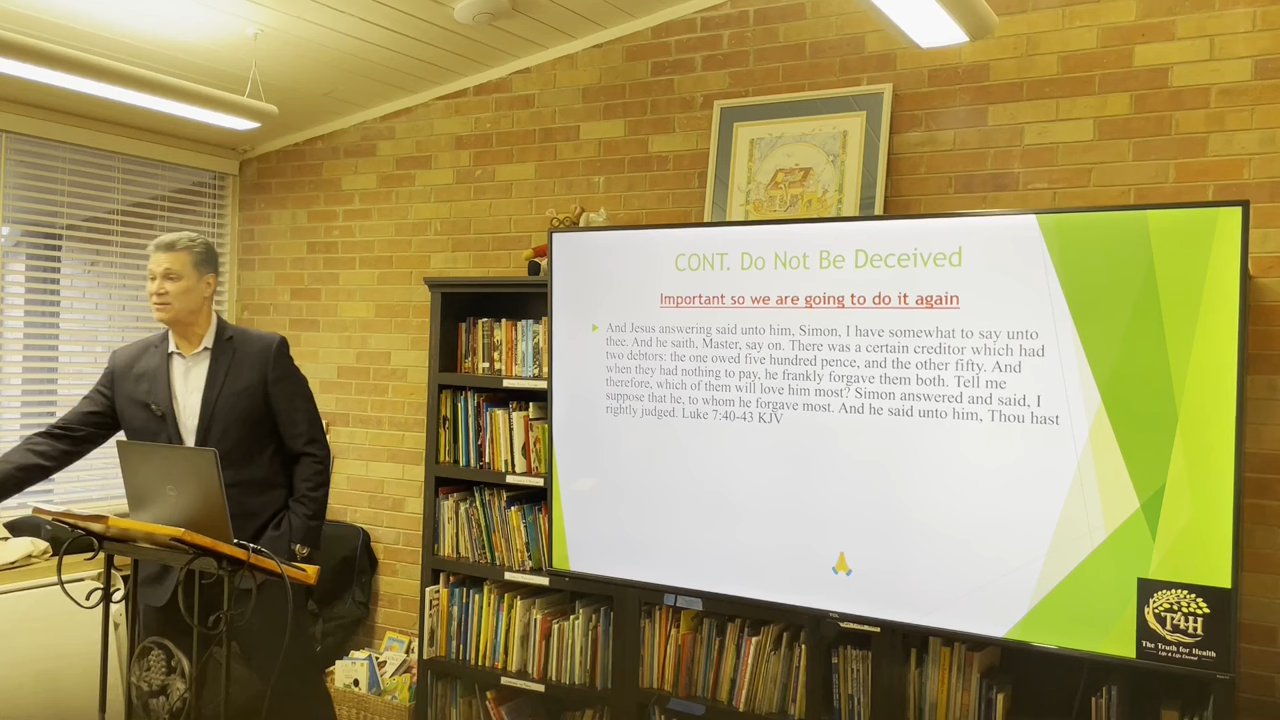 CONT. Do Not Be Deceived
Important so we are going to do it again
And Jesus answering said unto him, Simon, I have somewhat to say unto
thee. And he saith, Master, say on. There was a certain creditor which had
two debtors: the one owed five hundred pence, and the other fifty. And
when they had nothing to pay, he frankly forgave them both. Tell me
therefore, which of them will love him most? Simon answered and said, I
suppose that he, to whom he forgave most. And he said unto him, Thou hast
rightly judged. Luke 7:40-43 KJV
T4H
The Truth for Health
Life & Life Eternal
TCL